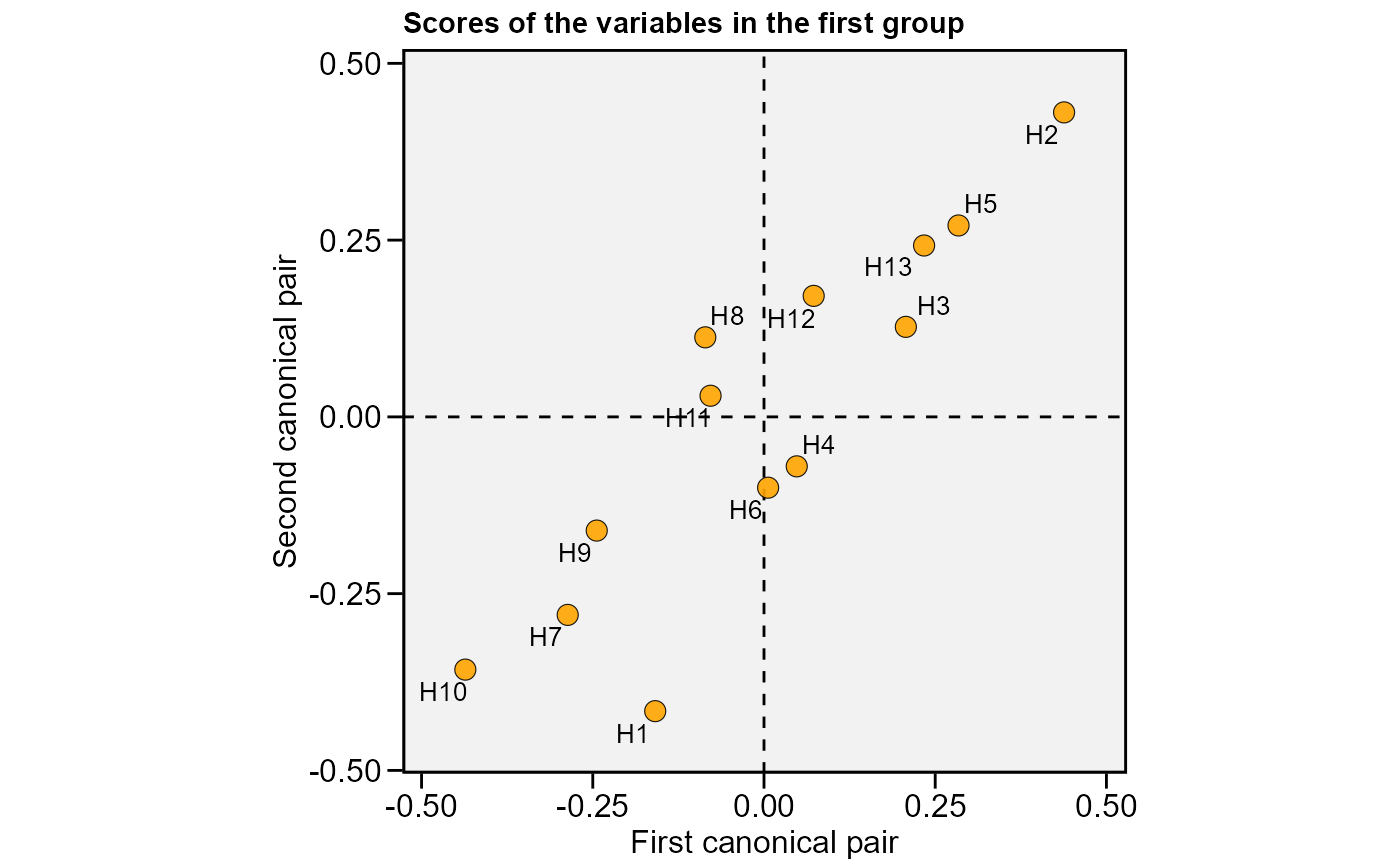 Scores of the variables in the first group
0.50
H2
H5
0.25
H13
H3
H8
H12
0.00
H11
H4
H6
H9
-0.25
H7
H10
H1
-0.50
Second canonical pair
-0.50 -0.25 0.00 0.25 0.50
First canonical pair